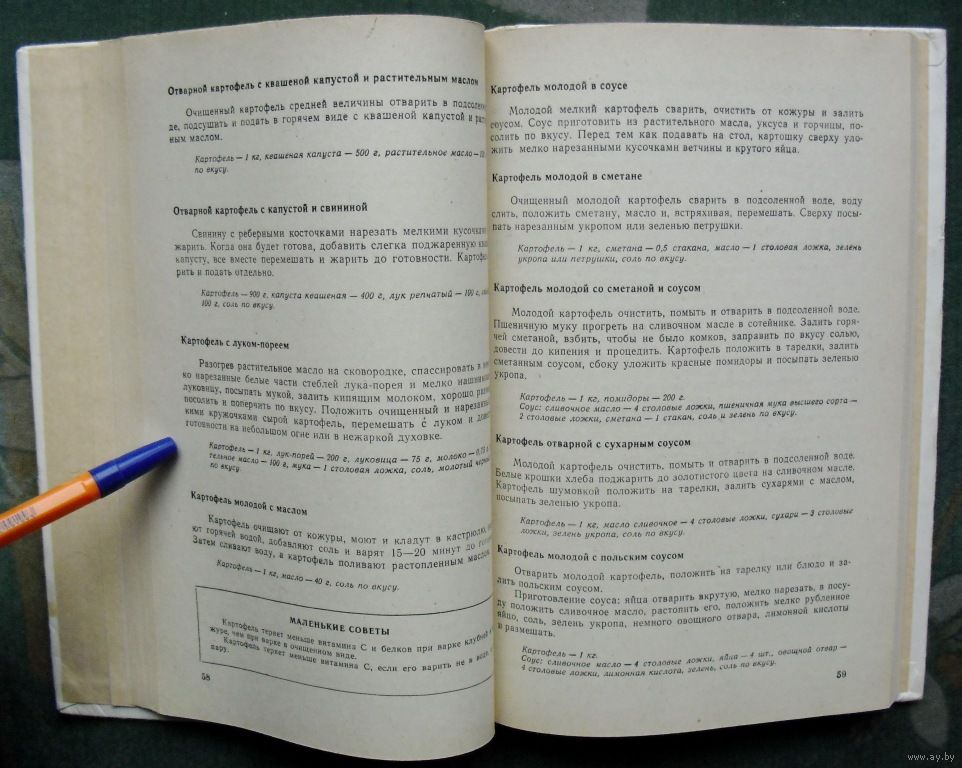 Отварной картофель с квашеной капустой и растительным маслом
Очищенный картофель средней величины отварить в подсоленной
де, подсушить и подать в горячем виде с квашеной капустой и раст
ным маслом.
Картофель — 1 кг, квашеная капуста — 500 г, растительное масло —
по вкусу.
Отварной картофель с капустой и свининой
Свинину с реберными косточками нарезать мелкими кусочками
жарить. Когда она будет готова, добавить слегка поджаренную
капусту, все вместе перемешать и жарить до готовности. Картофель
рить и подать отдельно.
Картофель — 900 г, капуста квашеная — 400 г, лук репчатый — 100 г,
100 г, соль по вкусу.
Картофель с луком-пореем
Разогрев растительное масло на сковородке, спассировать в
ко нарезанные белые части стеблей лука-порея и мелко
луковицу, посыпать мукой, залить кипящим молоком, хорошо
посолить и поперчить по вкусу. Положить очищенный и
кими кружочками сырой картофель, перемешать с луком и
готовности на небольшом огне или в нежаркой духовке.
Картофель — 1 кг, лук-порей — 200 г, луковица — 75 г, молоко — 0,75 л
тельное масло — 100 г, мука — 1 столовая ложка, соль, молотый
по вкусу.
Картофель молодой с маслом
Картофель очищают от кожуры, моют и кладут в кастрюлю,
ют горячей водой, добавляют соль и варят 15—20 минут до
Затем сливают воду, а картофель поливают растопленным маслом.
Картофель — 1 кг, масло — 40 г, соль по вкусу.
МАЛЕНЬКИЕ СОВЕТЫ
Картофель теряет меньше витамина С и белков при варке клубней
журе, чем при варке в очищенном виде.
Картофель теряет меньше витамина С, если его варить не в воде,
пару.
58
Картофель молодой в соусе
Молодой мелкий картофель сварить, очистить от кожуры и залить
соусом. Соус приготовить из растительного масла, уксуса и горчицы, по-
солить по вкусу. Перед тем как подавать на стол, картошку сверху уло-
жить мелко нарезанными кусочками ветчины и крутого яйца.
Картофель молодой в сметане
Очищенный молодой картофель сварить в подсоленной воде, воду
слить, положить сметану, масло и, встряхивая, перемешать. Сверху посы-
пать нарезанным укропом или зеленью петрушки.
Картофель — 1 кг, сметана — 0,5 стакана, масло — 1 столовая ложка, зелень
укропа или петрушки, соль по вкусу.
Картофель молодой со сметаной и соусом
Молодой картофель очистить, помыть и отварить в подсоленной воде.
Пшеничную муку прогреть на сливочном масле в сотейнике. Залить горя-
чей сметаной, взбить, чтобы не было комков, заправить по вкусу солью,
довести до кипения и процедить. Картофель положить в тарелки, залить
сметанным соусом, сбоку уложить красные помидоры и посыпать зеленью
укропа.
Картофель — 1 кг, помидоры — 200 г.
Соус: сливочное масло — 4 столовые ложки, пшеничная мука высшего сорта —
2 столовые ложки, сметана — 1 стакан, соль и зелень по вкусу.
Картофель отварной с сухарным соусом
Молодой картофель очистить, помыть и отварить в подсоленной воде.
Белые крошки хлеба поджарить до золотистого цвета на сливочном масле.
Картофель шумовкой положить на тарелки, залить сухарями с маслом,
посыпать зеленью укропа.
Картофель — 1 кг, масло сливочное — 4 столовые ложки, сухари — 3 столовые
ложки, зелень укропа, соль по вкусу.
Картофель молодой с польским соусом
Отварить молодой картофель, положить на тарелку или блюдо и за-
лить польским соусом.
Приготовление соуса: яйца отварить вкрутую, мелко нарезать, в посу-
ду положить сливочное масло, растопить его, положить мелко рубленное
яйцо, соль, зелень укропа, немного овощного отвара, лимонной кислоты
и размешать.
Картофель — 1 кг.
Соус: сливочное масло — 4 столовые ложки, яйца — 4 шт., овощной отвар —
4 столовые ложки, лимонная кислота, зелень, соль по вкусу.
59
www.ay.by